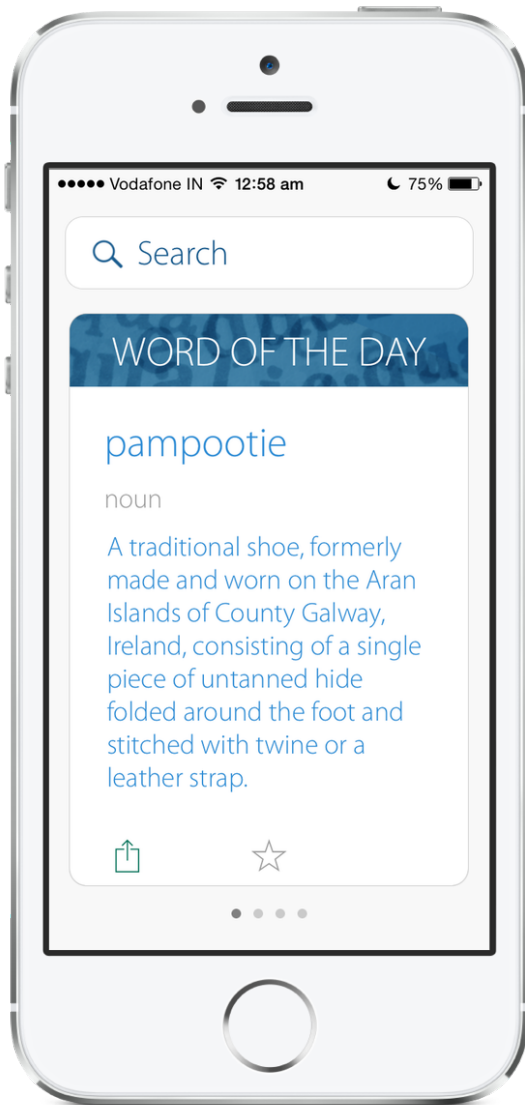 Vodafone IN 12:58 am 75%
Search
WORD OF THE DAY
pampootie
noun
A traditional shoe, formerly
made and worn on the Aran
Islands of County Galway,
Ireland, consisting of a single
piece of untanned hide
folded around the foot and
stitched with twine or a
leather strap.